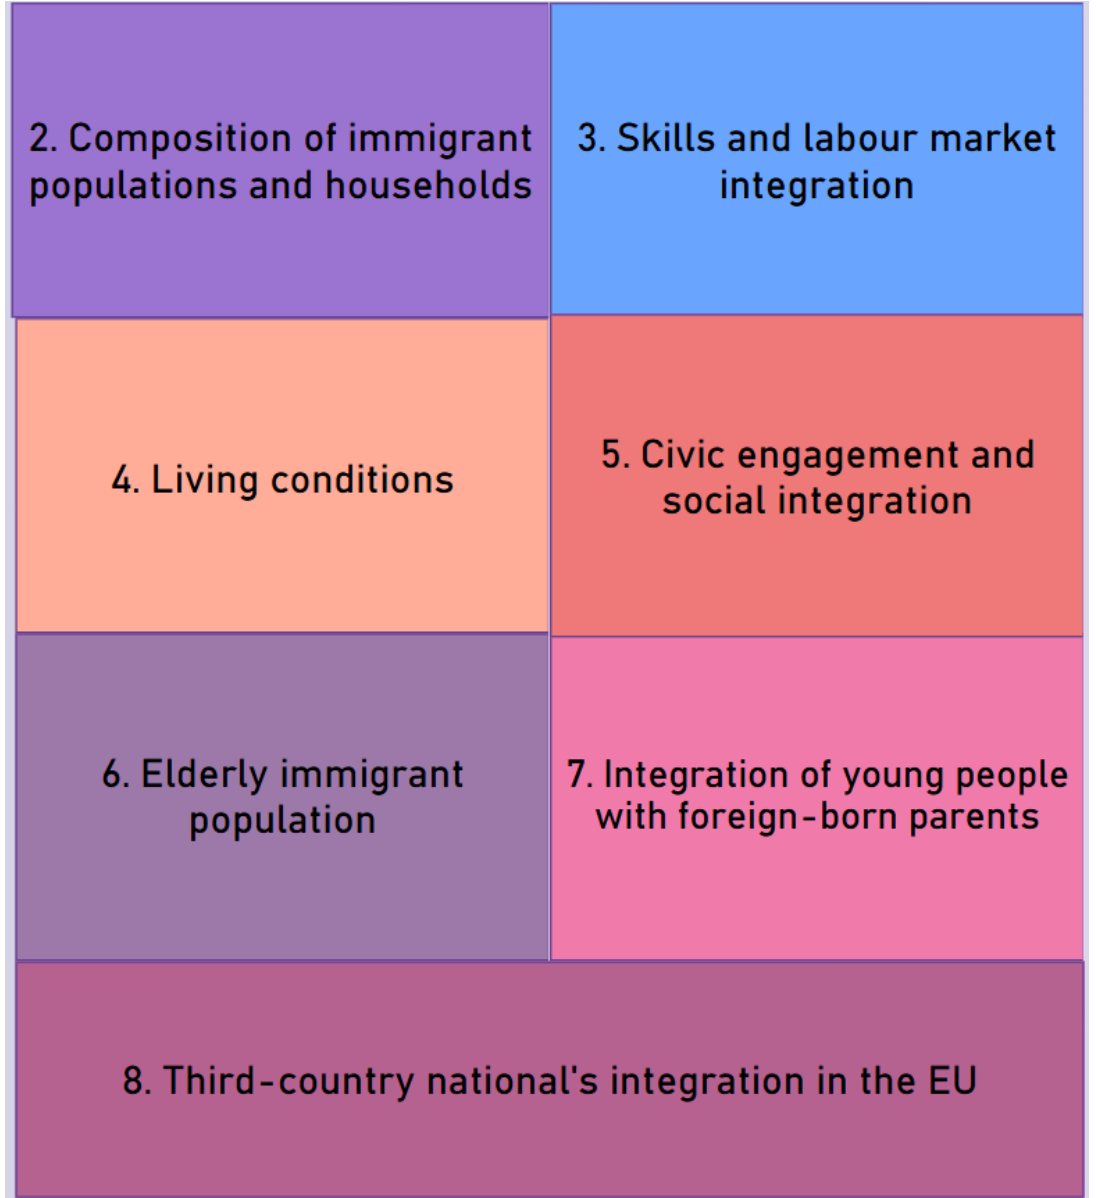 2. Composition of immigrant
populations and households
3. Skills and labour market
integration
4. Living conditions
5. Civic engagement and
social integration
6. Elderly immigrant
population
7. Integration of young people
with foreign-born parents
8. Third-country national's integration in the EU